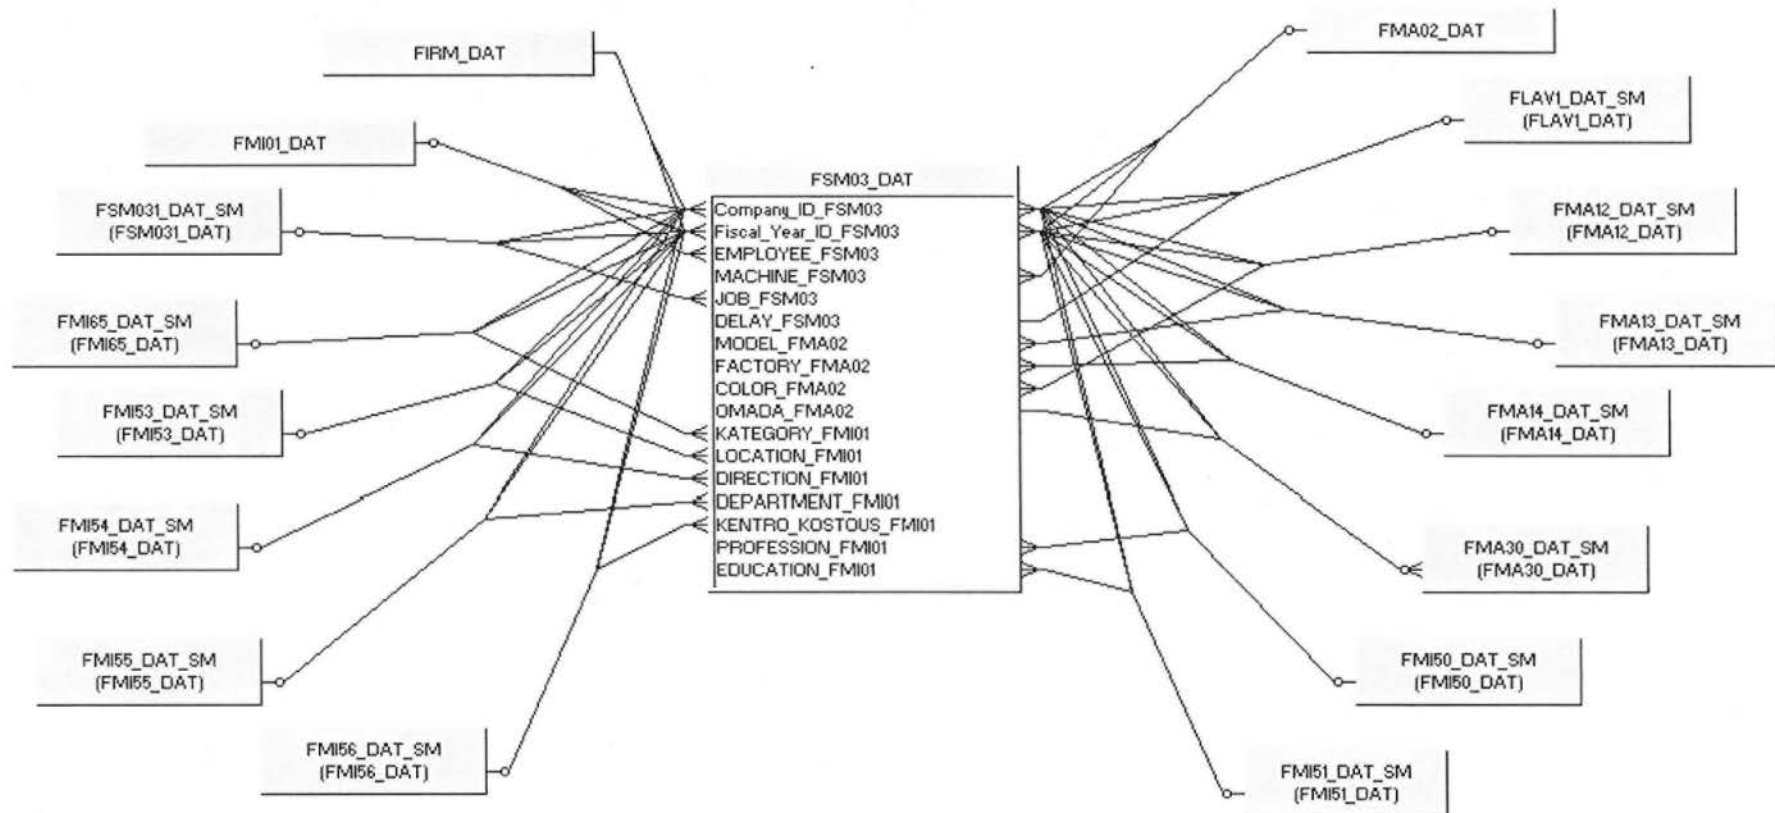 FIRM_DAT
FMI01_DAT
FSM031_DAT_SM
(FSM031_DAT)
FMI65_DAT_SM
(FMI65_DAT)
FMI53_DAT_SM
(FMI53_DAT)
FMI54_DAT_SM
(FMI54_DAT)
FMI55_DAT_SM
(FMI55_DAT)
FMI56_DAT_SM
(FMI56_DAT)
FSM03_DAT
Company_ID_FSM03
Fiscal_Year_ID_FSM03
EMPLOYEE_FSM03
MACHINE_FSM03
JOB_FSM03
DELAY_FSM03
MODEL_FMA02
FACTORY_FMA02
COLOR_FMA02
OMADA_FMA02
KATEGORY_FMI01
LOCATION_FMI01
DIRECTION_FMI01
DEPARTMENT_FMI01
KENTRO_KOSTOUS_FMI01
PROFESSION_FMI01
EDUCATION_FMI01
FMA02_DAT
FLAV1_DAT_SM
(FLAV1_DAT)
FMA12_DAT_SM
(FMA12_DAT)
FMA13_DAT_SM
(FMA13_DAT)
FMA14_DAT_SM
(FMA14_DAT)
FMA30_DAT_SM
(FMA30_DAT)
FMI50_DAT_SM
(FMI50_DAT)
FMI51_DAT_SM
(FMI51_DAT)